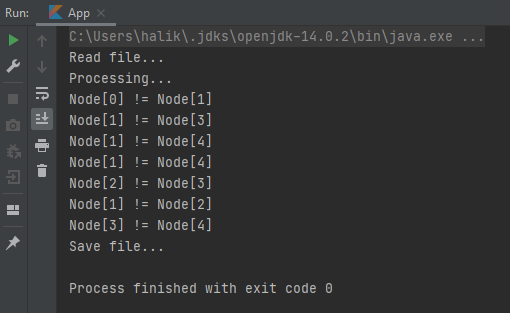 Run: App
C:\Users\halik\.jdks\openjdk-14.0.2\bin\java.exe ...
Read file...
Processing...
Node[0] != Node[1]
Node[1] != Node[3]
Node[1] != Node[4]
Node[1] != Node[4]
Node[2] != Node[3]
Node[1] != Node[2]
Node[3] != Node[4]
Save file...
Process finished with exit code 0